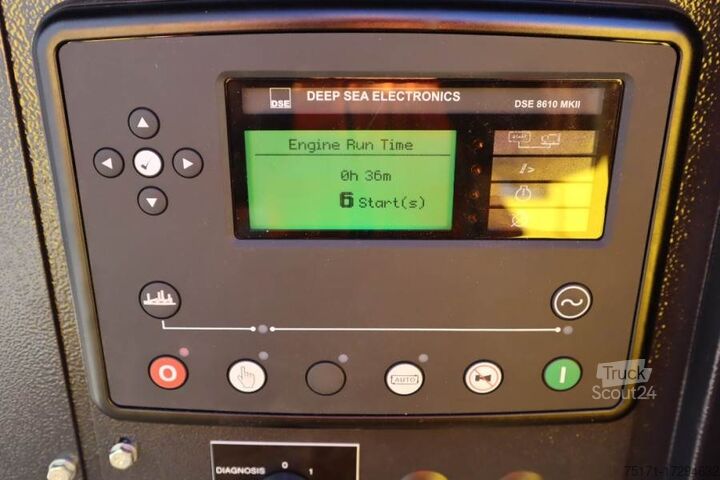 DSE
DEEP SEA ELECTRONICS
DSE 8610 MKII
Engine Run Time
0h 36m
6 Start(s)
AUTO
Truck
Scout24
DIAGNOSIS
0
1